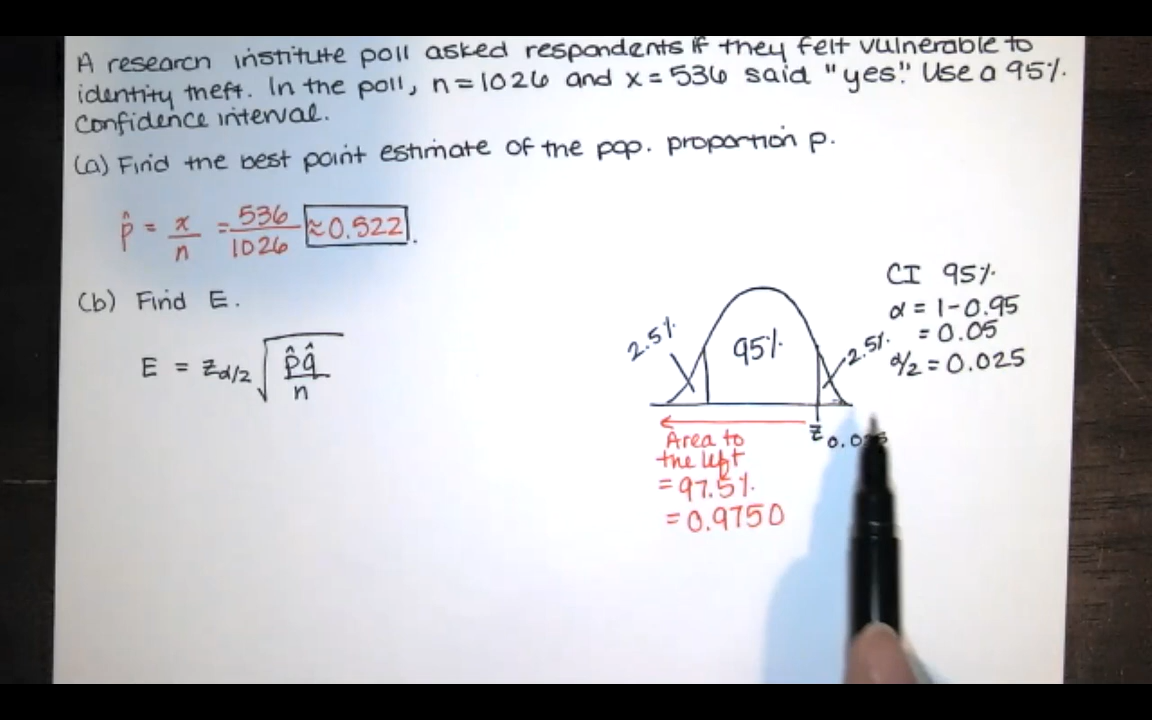 A research institute poll asked respondents if they felt vulnerable to
identity theft. In the poll, n = 1026 and x = 536 said "yes." Use a 95%
confidence interval.
(a) Find the best point estimate of the pop. proportion p.
p̂ = x/n = 536/1026 ≈ 0.522.
(b) Find E.
E = z α/2 √(p̂q̂/n)
2.5%
95%
2.5%
z 0.0
Area to
the left
= 97.5%
= 0.9750
CI 95%
α = 1 - 0.95
= 0.05
α/2 = 0.025